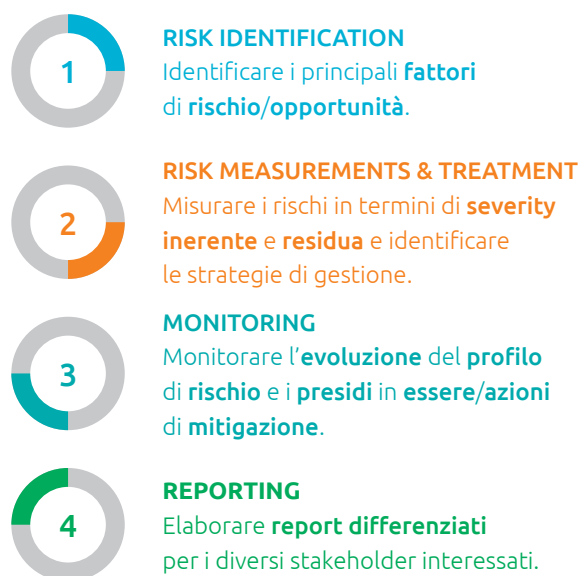 1
RISK IDENTIFICATION
Identificare i principali fattori
di rischio/opportunità.
2
RISK MEASUREMENTS & TREATMENT
Misurare i rischi in termini di severity
inerente e residua e identificare
le strategie di gestione.
3
MONITORING
Monitorare l'evoluzione del profilo
di rischio e i presidi in essere/azioni
di mitigazione.
4
REPORTING
Elaborare report differenziati
per i diversi stakeholder interessati.